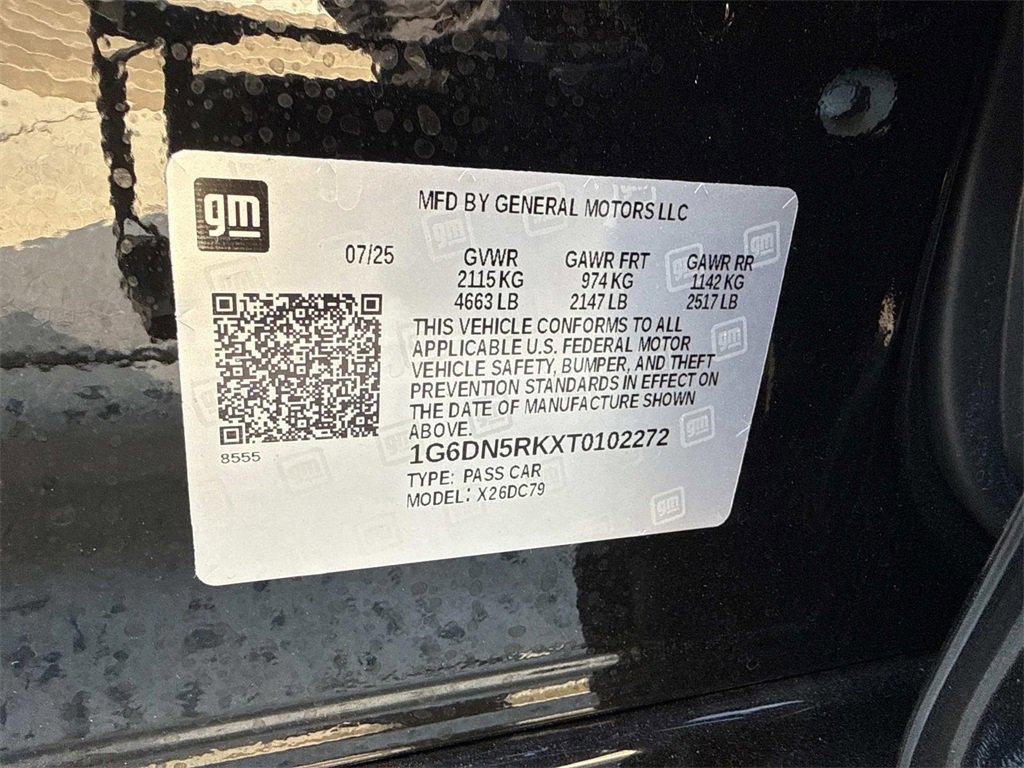 gm
MFD BY GENERAL MOTORS LLC
07/25 GVWR GAWR FRT GAWR RR
2115 KG 974 KG 1142 KG
4663 LB 2147 LB 2517 LB
THIS VEHICLE CONFORMS TO ALL
APPLICABLE U.S. FEDERAL MOTOR
VEHICLE SAFETY, BUMPER, AND THEFT
PREVENTION STANDARDS IN EFFECT ON
THE DATE OF MANUFACTURE SHOWN
ABOVE.
8555
1G6DN5RKXT0102272
TYPE: PASS CAR
MODEL: X26DC79